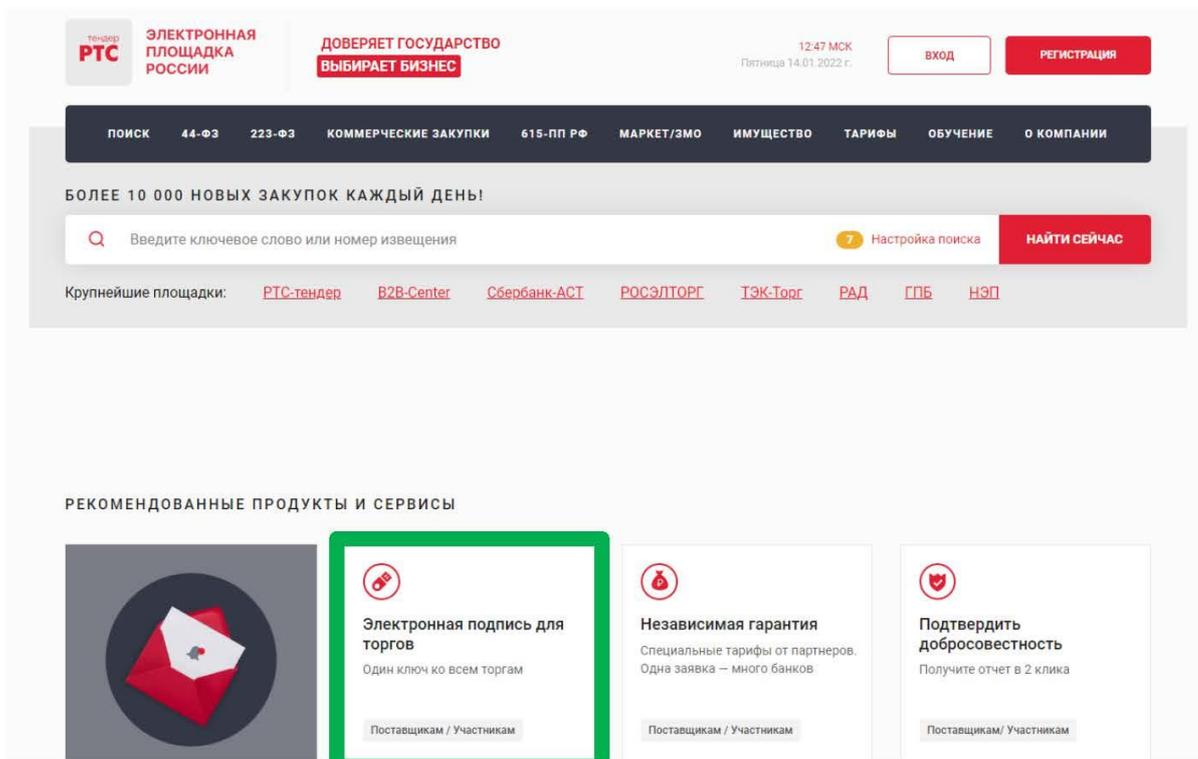 тендер
РТС
ЭЛЕКТРОННАЯ
ПЛОЩАДКА
РОССИИ
ДОВЕРЯЕТ ГОСУДАРСТВО
ВЫБИРАЕТ БИЗНЕС
12:47 МСК
Пятница 14.01.2022 г.
ВХОД
РЕГИСТРАЦИЯ
ПОИСК 44-ФЗ 223-ФЗ КОММЕРЧЕСКИЕ ЗАКУПКИ 615-ПП РФ МАРКЕТ/ЗМО ИМУЩЕСТВО ТАРИФЫ ОБУЧЕНИЕ О КОМПАНИИ
БОЛЕЕ 10 000 НОВЫХ ЗАКУПОК КАЖДЫЙ ДЕНЬ!
Введите ключевое слово или номер извещения 7 Настройка поиска НАЙТИ СЕЙЧАС
Крупнейшие площадки: РТС-тендер B2B-Center Сбербанк-АСТ РОСЭЛТОРГ ТЭК-Торг РАД ГПБ НЭП
РЕКОМЕНДОВАННЫЕ ПРОДУКТЫ И СЕРВИСЫ
Электронная подпись для
торгов
Один ключ ко всем торгам
Поставщикам / Участникам
Независимая гарантия
Специальные тарифы от партнеров.
Одна заявка — много банков
Поставщикам / Участникам
Подтвердить
добросовестность
Получите отчет в 2 клика
Поставщикам/ Участникам